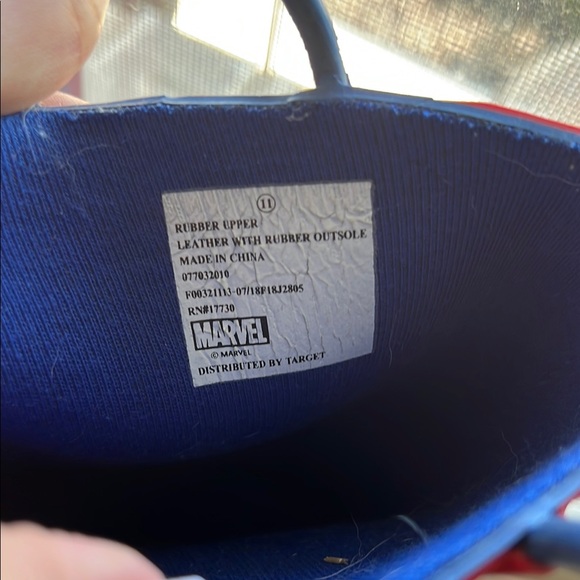 11
RUBBER UPPER
LEATHER WITH RUBBER OUTSOLE
MADE IN CHINA
077032010
F00321113-07/18F18J2805
RN#17730
MARVEL
© MARVEL
DISTRIBUTED BY TARGET